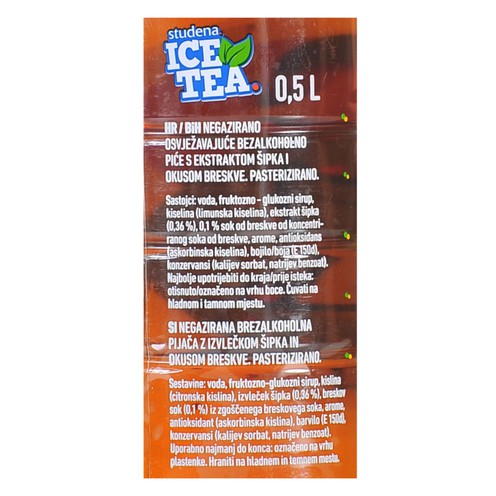 studena
ICE
TEA.
0,5 L
HR / BiH NEGAZIRANO
OSVJEŽAVAJUĆE BEZALKOHOLNO
PIĆE S EKSTRAKTOM ŠIPKA I
OKUSOM BRESKVE. PASTERIZIRANO.
Sastojci: voda, fruktozno - glukozni sirup,
kiselina (limunska kiselina), ekstrakt šipka
(0,36 %), 0,1 % sok od breskve od koncentri-
ranog soka od breskve, arome, antioksidans
(askorbinska kiselina), bojilo/boja (E 150d),
konzervansi (kalijev sorbat, natrijev benzoat).
Najbolje upotrijebiti do kraja/prije isteka:
otisnuto/označeno na vrhu boce. Čuvati na
hladnom i tamnom mjestu.
SI NEGAZIRANA BREZALKOHOLNA
PIJAČA Z IZVLEČKOM ŠIPKA IN
OKUSOM BRESKVE. PASTERIZIRANO.
Sestavine: voda, fruktozno-glukozni sirup, kislina
(citronska kislina), izvleček šipka (0,36 %), breskov
sok (0,1 %) iz zgoščenega breskovega soka, arome,
antioksidant (askorbinska kislina), barvilo (E 150d),
konzervansi (kalijev sorbat, natrijev benzoat).
Uporabno najmanj do konca: označeno na vrhu
plastenke. Hraniti na hladnem in temnem mestu.